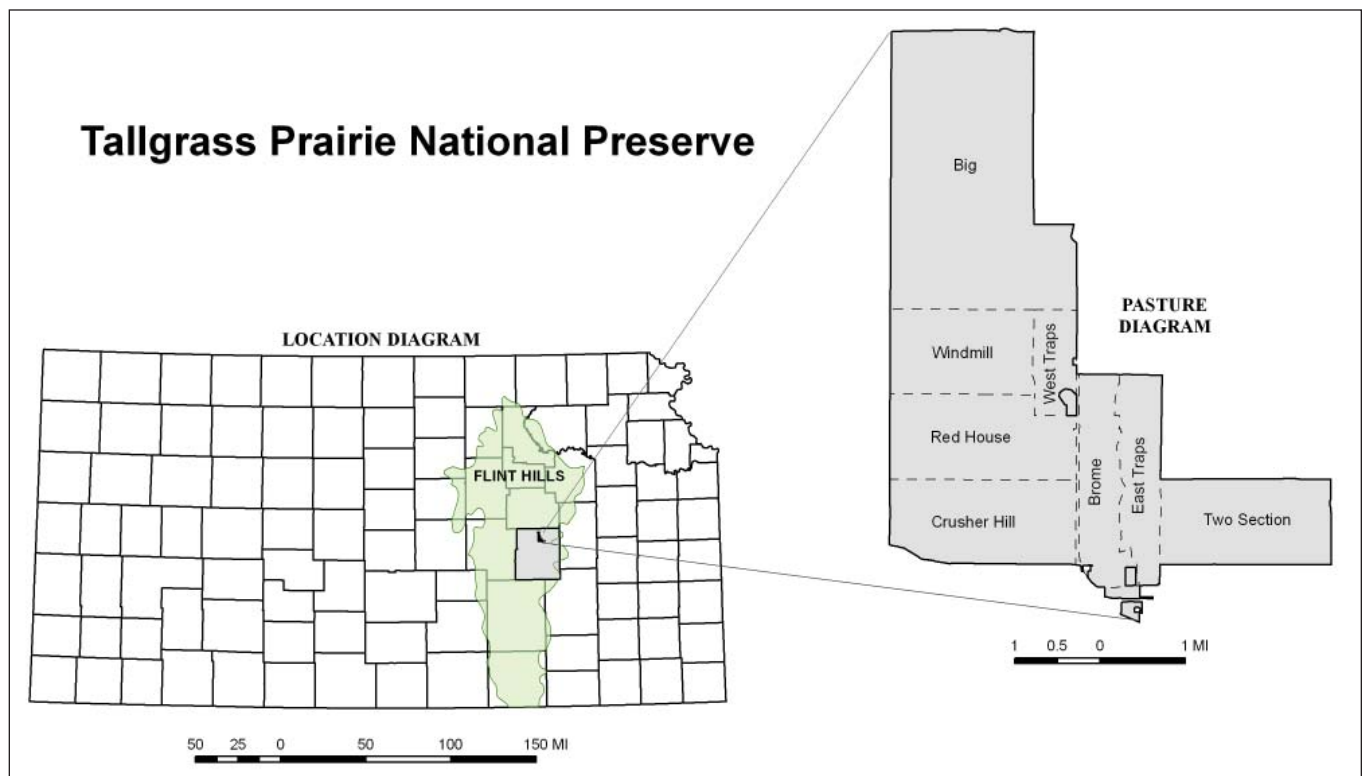 Tallgrass Prairie National Preserve
LOCATION DIAGRAM
FLINT HILLS
50 25 0 50 100 150 MI
Big
PASTURE
DIAGRAM
Windmill
West Traps
Red House
Brome
East Traps
Crusher Hill
Two Section
1 0.5 0 1 MI